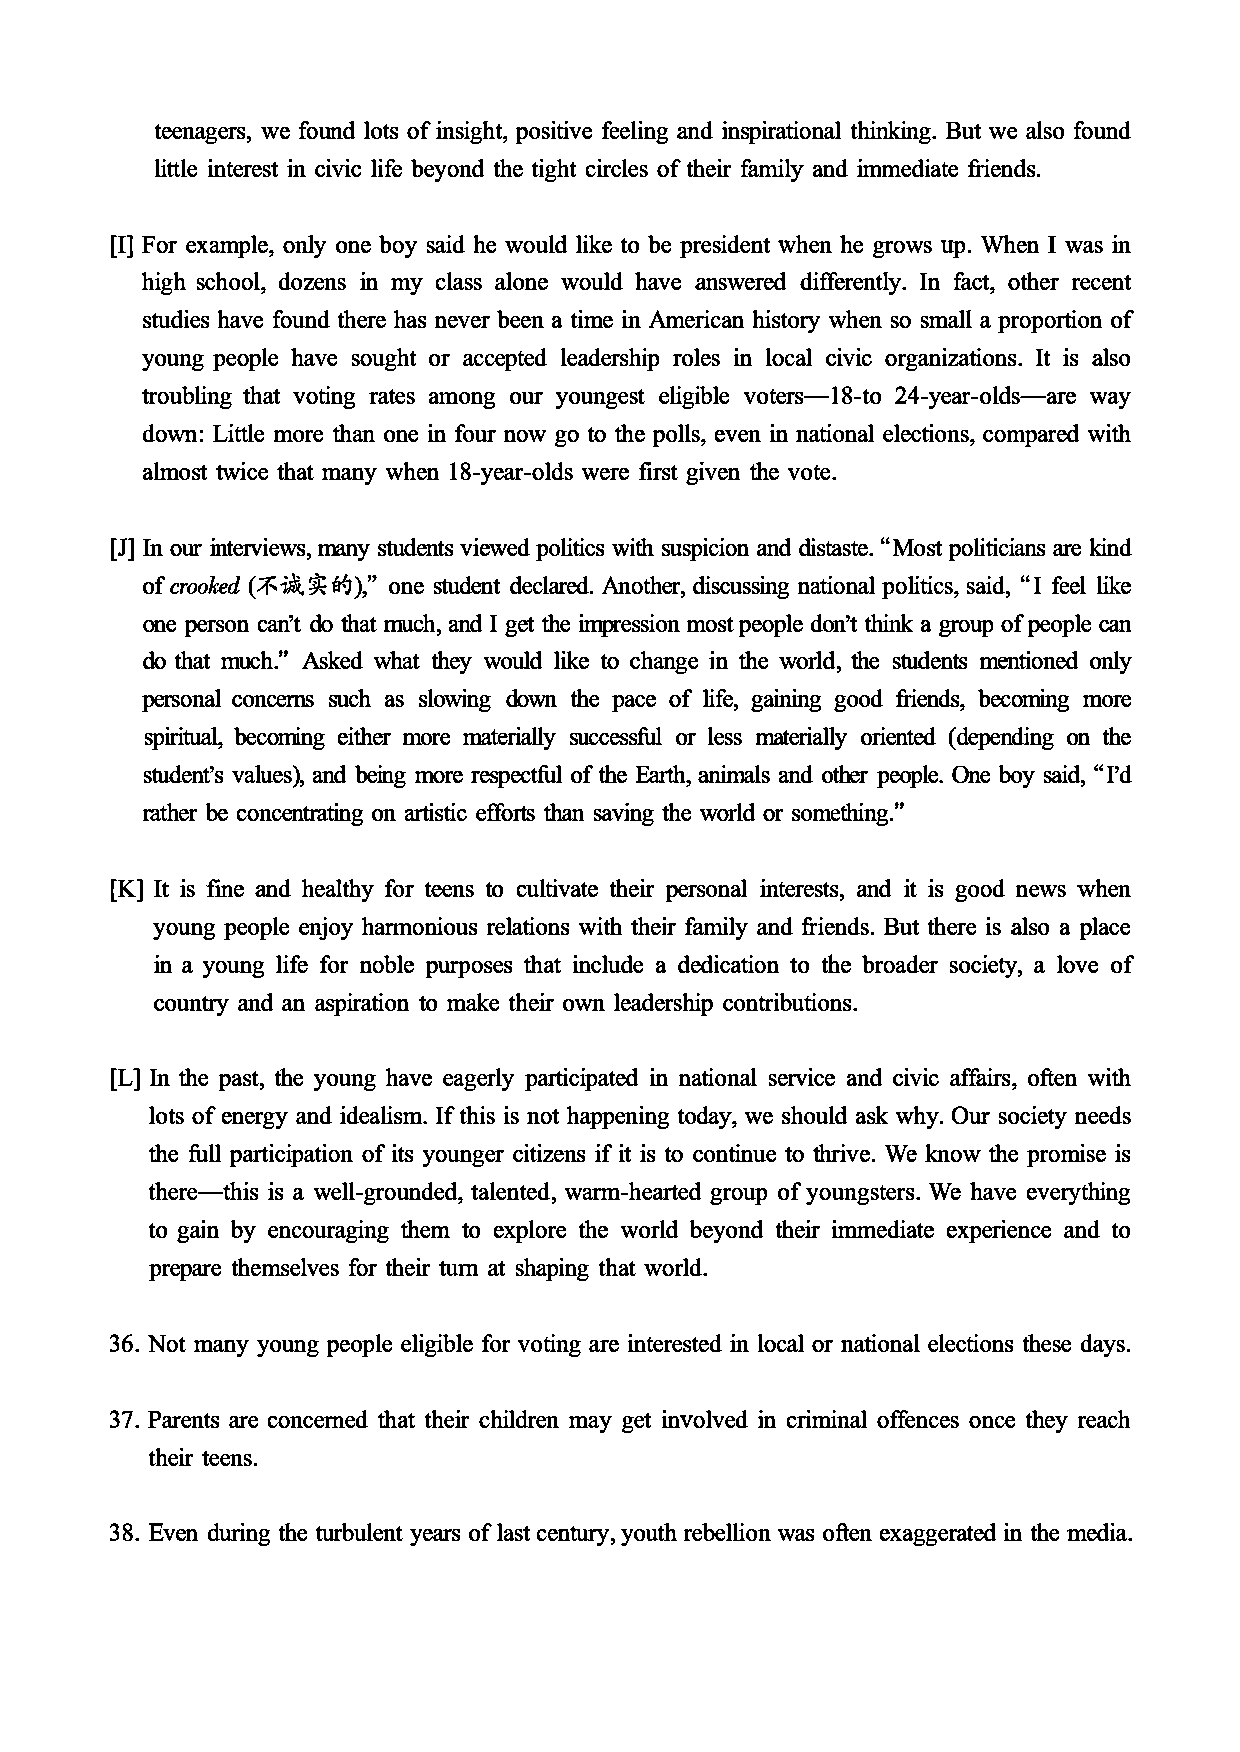 teenagers, we found lots of insight, positive feeling and inspirational thinking. But we also found
little interest in civic life beyond the tight circles of their family and immediate friends.
[I] For example, only one boy said he would like to be president when he grows up. When I was in
high school, dozens in my class alone would have answered differently. In fact, other recent
studies have found there has never been a time in American history when so small a proportion of
young people have sought or accepted leadership roles in local civic organizations. It is also
troubling that voting rates among our youngest eligible voters—18-to 24-year-olds—are way
down: Little more than one in four now go to the polls, even in national elections, compared with
almost twice that many when 18-year-olds were first given the vote.
[J] In our interviews, many students viewed politics with suspicion and distaste. “Most politicians are kind
of crooked (不诚实的),” one student declared. Another, discussing national politics, said, “I feel like
one person can’t do that much, and I get the impression most people don’t think a group of people can
do that much.” Asked what they would like to change in the world, the students mentioned only
personal concerns such as slowing down the pace of life, gaining good friends, becoming more
spiritual, becoming either more materially successful or less materially oriented (depending on the
student’s values), and being more respectful of the Earth, animals and other people. One boy said, “I’d
rather be concentrating on artistic efforts than saving the world or something.”
[K] It is fine and healthy for teens to cultivate their personal interests, and it is good news when
young people enjoy harmonious relations with their family and friends. But there is also a place
in a young life for noble purposes that include a dedication to the broader society, a love of
country and an aspiration to make their own leadership contributions.
[L] In the past, the young have eagerly participated in national service and civic affairs, often with
lots of energy and idealism. If this is not happening today, we should ask why. Our society needs
the full participation of its younger citizens if it is to continue to thrive. We know the promise is
there—this is a well-grounded, talented, warm-hearted group of youngsters. We have everything
to gain by encouraging them to explore the world beyond their immediate experience and to
prepare themselves for their turn at shaping that world.
36. Not many young people eligible for voting are interested in local or national elections these days.
37. Parents are concerned that their children may get involved in criminal offences once they reach
their teens.
38. Even during the turbulent years of last century, youth rebellion was often exaggerated in the media.